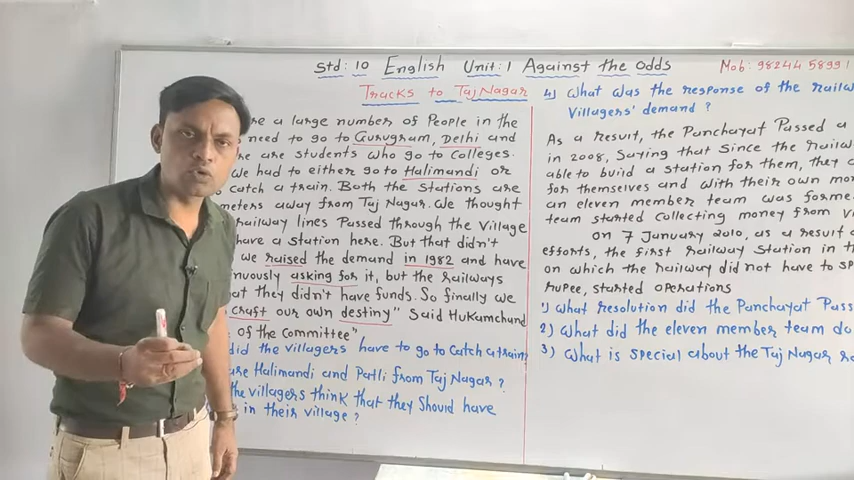 Std: 10 English Unit: 1 Against the odds
Mob: 98244 58991
Tracks to Taj Nagar
re a large number of People in the
need to go to Gurugram, Delhi and
re are students who go to Colleges.
We had to either go to Halimandi or
catch a train. Both the Stations are
meters away from Taj Nagar. We thought
railway lines Passed through the Village
have a station here. But that didn't
we raised the demand in 1982 and have
nuously asking for it, but the railways
at they didn't have funds. So finally we
craft our own destiny" Said Hukamchand
of the committee"
did the villagers have to go to Catch a train?
are Halimandi and Patli from Taj Nagar?
the villagers think that they Should have
in their village?
4) What was the response of the railw
Villagers' demand?
As a result, the Panchayat Passed a
in 2008, Saying that Since the railwa
able to build a station for them, they c
for themselves and with their own mon
an eleven member team was forme
team started collecting money from Vi
on 7 January 2010, as a result o
efforts, the first railway station in th
on which the railway did not have to sp
rupee, started operations
1) What resolution did the Panchayat Pass
2) What did the eleven member team do
3) What is special about the Taj Nagar ra